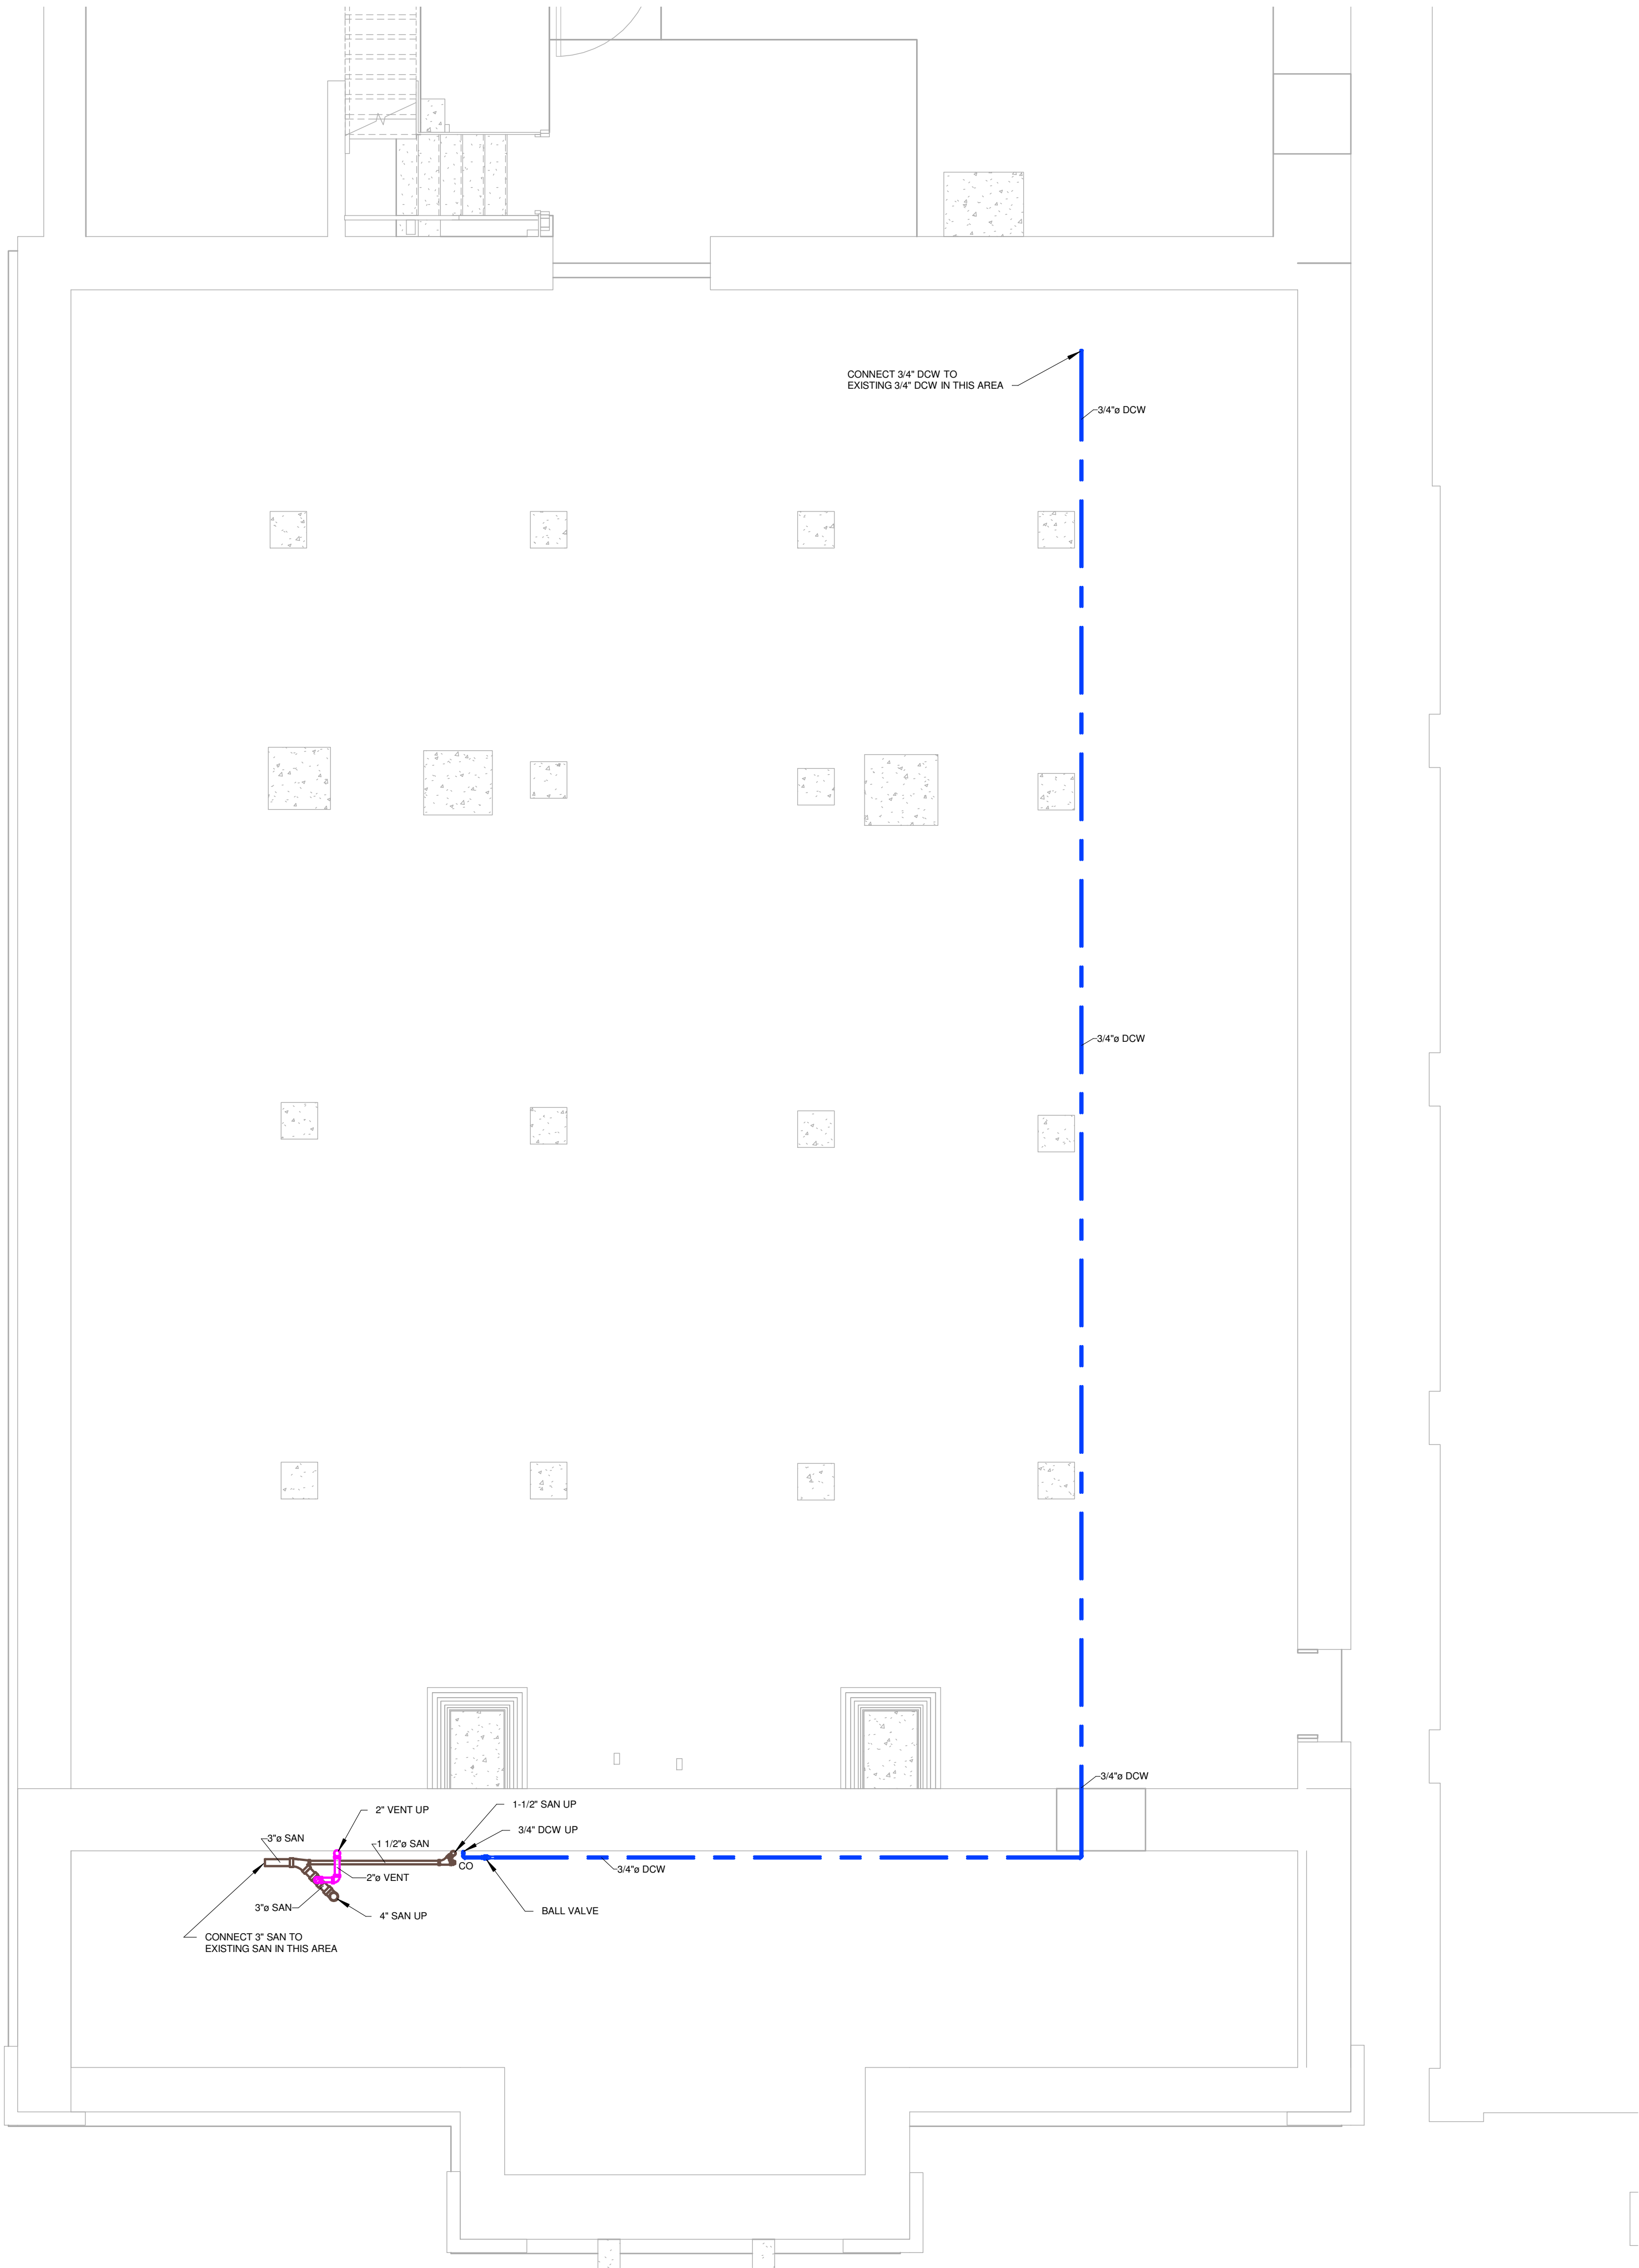 CONNECT 3/4" DCW TO
EXISTING 3/4" DCW IN THIS AREA
3/4"ø DCW
3/4"ø DCW
3/4"ø DCW
1-1/2" SAN UP
2" VENT UP
3/4" DCW UP
3"ø SAN
1 1/2"ø SAN
CO
3/4"ø DCW
2"ø VENT
3"ø SAN
BALL VALVE
4" SAN UP
CONNECT 3" SAN TO
EXISTING SAN IN THIS AREA